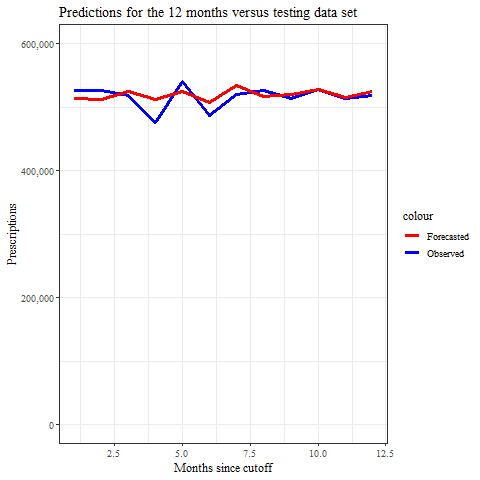 Predictions for the 12 months versus testing data set
600,000
400,000
200,000
0
Prescriptions
2.5 5.0 7.5 10.0 12.5
Months since cutoff
colour
Forecasted
Observed